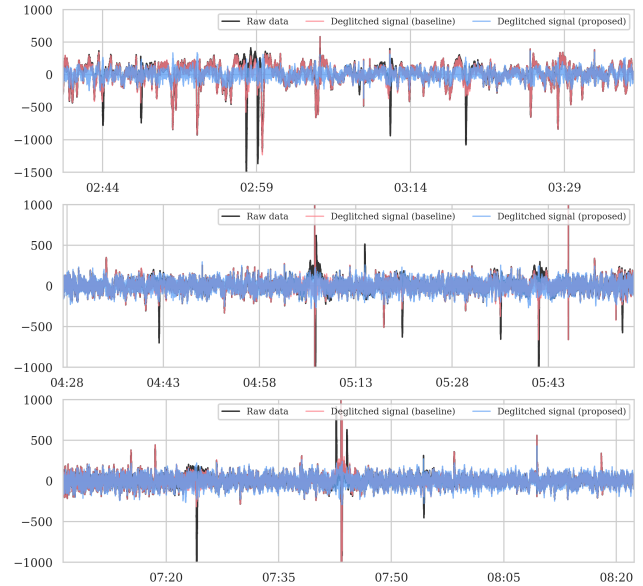 1000
Raw data Deglitched signal (baseline) Deglitched signal (proposed)
500
0
−500
−1000
−1500
02:44 02:59 03:14 03:29
1000
Raw data Deglitched signal (baseline) Deglitched signal (proposed)
500
0
−500
−1000
04:28 04:43 04:58 05:13 05:28 05:43
1000
Raw data Deglitched signal (baseline) Deglitched signal (proposed)
500
0
−500
−1000
07:20 07:35 07:50 08:05 08:20